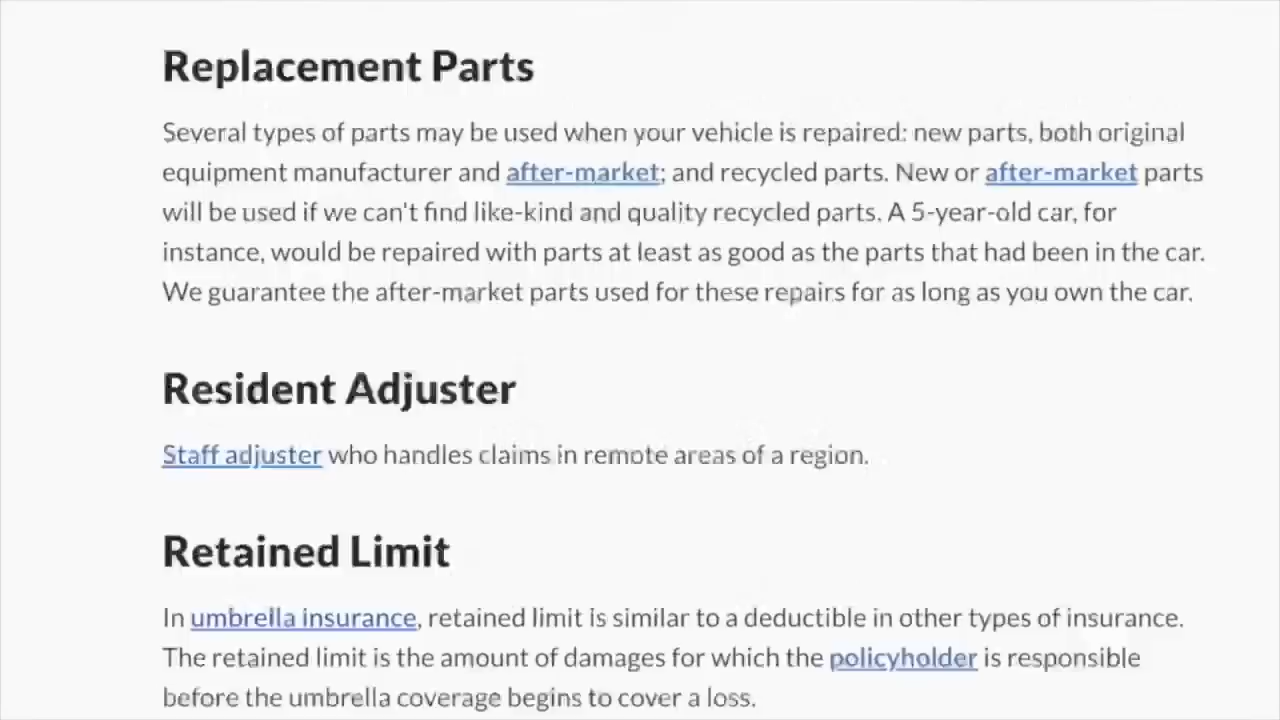 Replacement Parts
Several types of parts may be used when your vehicle is repaired: new parts, both original
equipment manufacturer and after-market; and recycled parts. New or after-market parts
will be used if we can't find like-kind and quality recycled parts. A 5-year-old car, for
instance, would be repaired with parts at least as good as the parts that had been in the car.
We guarantee the after-market parts used for these repairs for as long as you own the car.
Resident Adjuster
Staff adjuster who handles claims in remote areas of a region.
Retained Limit
In umbrella insurance, retained limit is similar to a deductible in other types of insurance.
The retained limit is the amount of damages for which the policyholder is responsible
before the umbrella coverage begins to cover a loss.